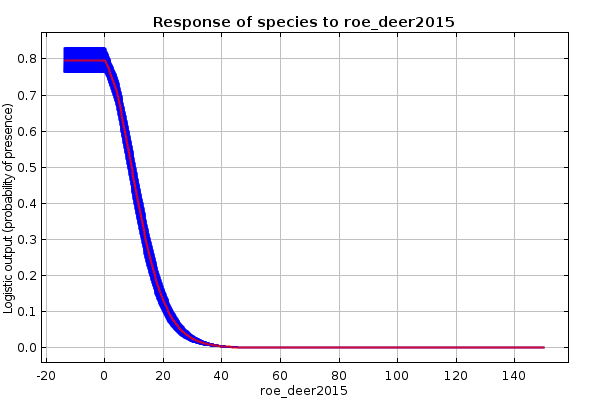 Response of species to roe_deer2015
Logistic output (probability of presence)
0.8
0.7
0.6
0.5
0.4
0.3
0.2
0.1
0.0
-20 0 20 40 60 80 100 120 140
roe_deer2015